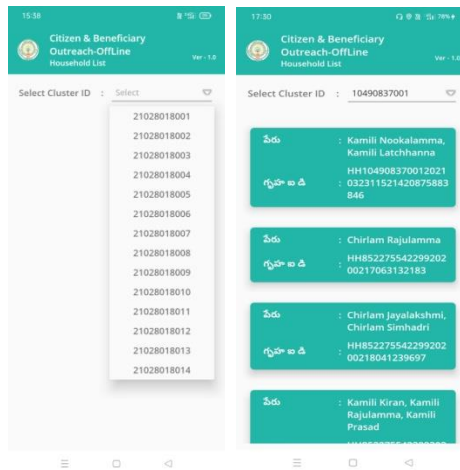 15:38
Citizen & Beneficiary
Outreach-OffLine
Household List
Ver - 1.0
Select Cluster ID : Select
21028018001
21028018002
21028018003
21028018004
21028018005
21028018006
21028018007
21028018008
21028018009
21028018010
21028018011
21028018012
21028018013
21028018014
17:30
78%
Citizen & Beneficiary
Outreach-OffLine
Household List
Ver - 1.0
Select Cluster ID : 10490837001
పేరు : Kamili Nookalamma,
Kamili Latchhanna
గృహ ఐ డి : HH104908370012021
032311521420875883
846
పేరు : Chirlam Rajulamma
గృహ ఐ డి : HH852275542299202
00217063132183
పేరు : Chirlam Jayalakshmi,
Chirlam Simhadri
గృహ ఐ డి : HH852275542299202
00218041239697
పేరు : Kamili Kiran, Kamili
Rajulamma, Kamili
Prasad